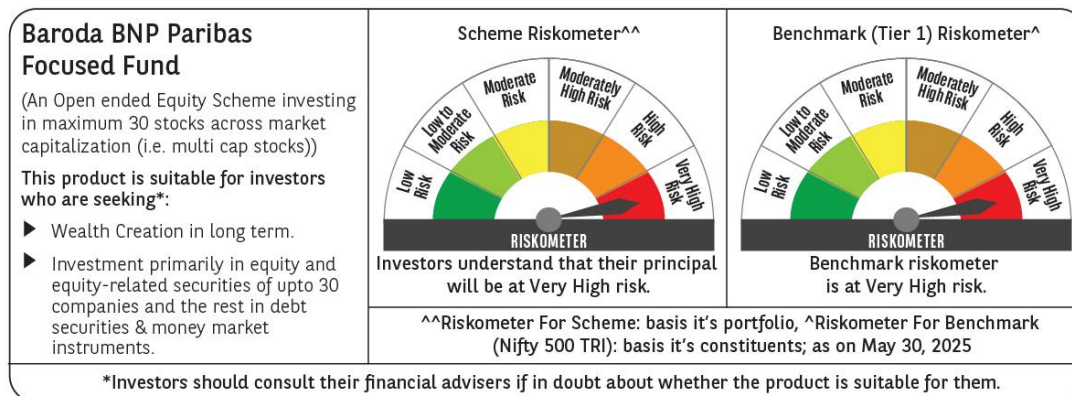 Baroda BNP Paribas
Focused Fund
(An Open ended Equity Scheme investing
in maximum 30 stocks across market
capitalization (i.e. multi cap stocks))
This product is suitable for investors
who are seeking*:
▶ Wealth Creation in long term.
▶ Investment primarily in equity and
equity-related securities of upto 30
companies and the rest in debt
securities & money market
instruments.
Scheme Riskometer^^
Low
Risk
Low to
Moderate
Risk
Moderate
Risk
Moderately
High Risk
High
Risk
Very High
Risk
RISKOMETER
Investors understand that their principal
will be at Very High risk.
Benchmark (Tier 1) Riskometer^
Low
Risk
Low to
Moderate
Risk
Moderate
Risk
Moderately
High Risk
High
Risk
Very High
Risk
RISKOMETER
Benchmark riskometer
is at Very High risk.
^^Riskometer For Scheme: basis it's portfolio, ^Riskometer For Benchmark
(Nifty 500 TRI): basis it's constituents; as on May 30, 2025
*Investors should consult their financial advisers if in doubt about whether the product is suitable for them.